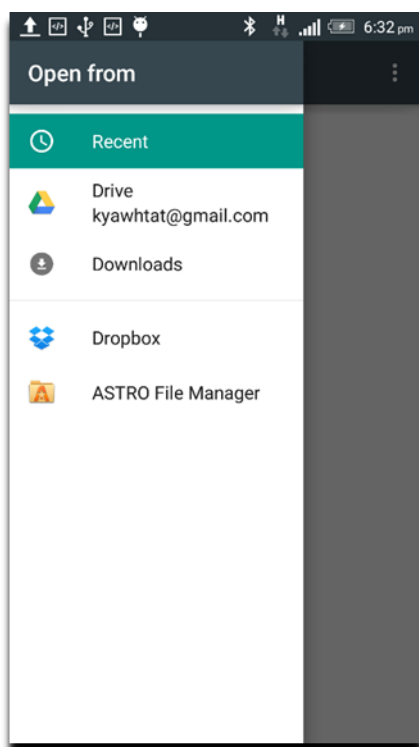 H
6:32 pm
Open from
Recent
Drive
kyawhtat@gmail.com
Downloads
Dropbox
ASTRO File Manager